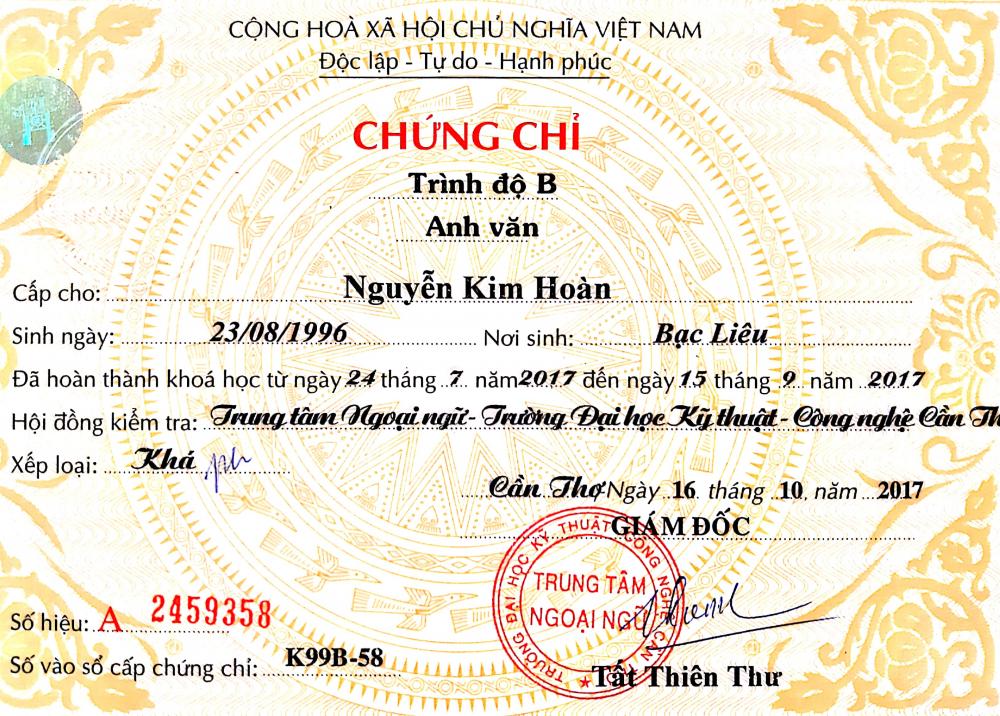 CỘNG HOÀ XÃ HỘI CHỦ NGHĨA VIỆT NAM
Độc lập - Tự do - Hạnh phúc
CHỨNG CHỈ
Trình độ B
Anh văn
Cấp cho: Nguyễn Kim Hoàn
Sinh ngày: 23/08/1996 Nơi sinh: Bạc Liêu
Đã hoàn thành khoá học từ ngày 24 tháng 7 năm 2017 đến ngày 15 tháng 9 năm 2017
Hội đồng kiểm tra: Trung tâm Ngoại ngữ - Trường Đại học Kỹ thuật - Công nghệ Cần Th
Xếp loại: Khá
Cần Thơ Ngày 16 tháng 10 năm 2017
GIÁM ĐỐC
TRƯỜNG ĐẠI HỌC KỸ THUẬT CÔNG NGHỆ CẦN THƠ
TRUNG TÂM
NGOẠI NGỮ
Tất Thiên Thư
Số hiệu: A 2459358
Số vào sổ cấp chứng chỉ: K99B-58